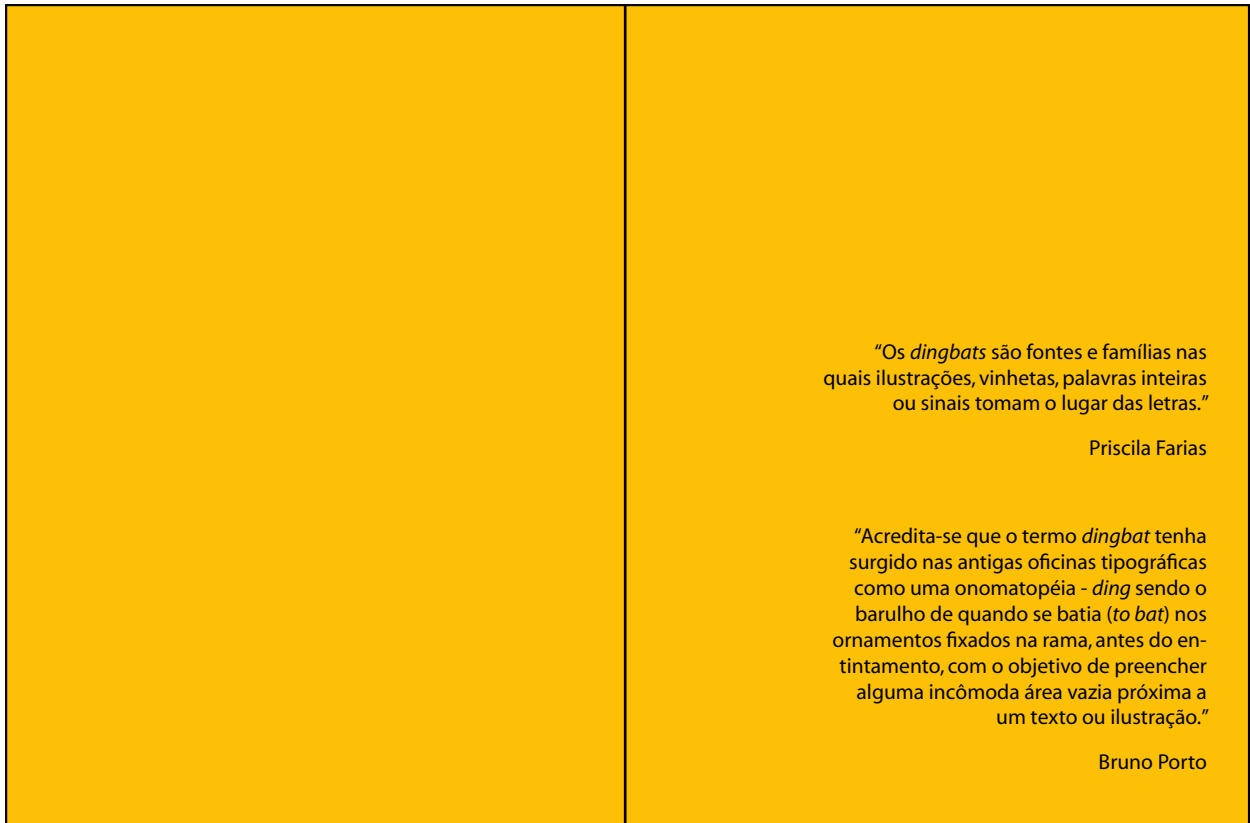 “Os dingbats são fontes e famílias nas
quais ilustrações, vinhetas, palavras inteiras
ou sinais tomam o lugar das letras.”
Priscila Farias
“Acredita-se que o termo dingbat tenha
surgido nas antigas oficinas tipográficas
como uma onomatopéia - ding sendo o
barulho de quando se batia (to bat) nos
ornamentos fixados na rama, antes do en-
tintamento, com o objetivo de preencher
alguma incômoda área vazia próxima a
um texto ou ilustração.”
Bruno Porto